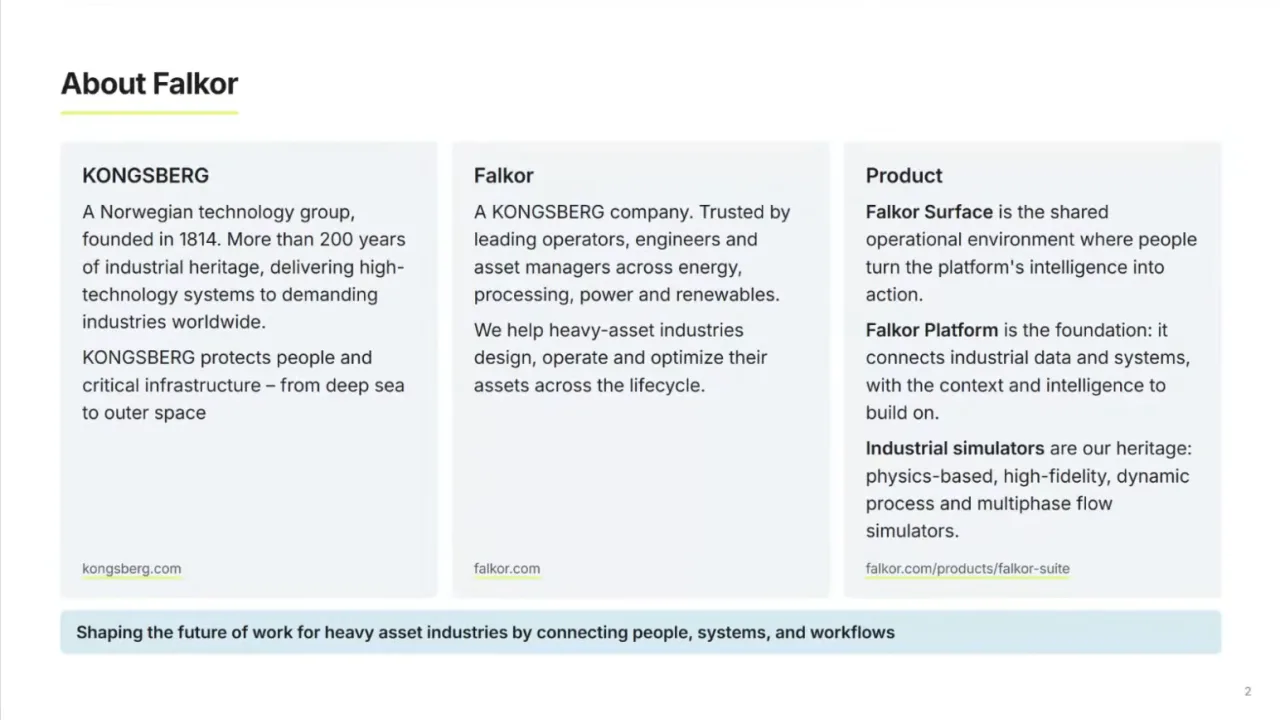 About Falkor
KONGSBERG
A Norwegian technology group,
founded in 1814. More than 200 years
of industrial heritage, delivering high-
technology systems to demanding
industries worldwide.
KONGSBERG protects people and
critical infrastructure – from deep sea
to outer space
kongsberg.com
Falkor
A KONGSBERG company. Trusted by
leading operators, engineers and
asset managers across energy,
processing, power and renewables.
We help heavy-asset industries
design, operate and optimize their
assets across the lifecycle.
falkor.com
Product
Falkor Surface is the shared
operational environment where people
turn the platform's intelligence into
action.
Falkor Platform is the foundation: it
connects industrial data and systems,
with the context and intelligence to
build on.
Industrial simulators are our heritage:
physics-based, high-fidelity, dynamic
process and multiphase flow
simulators.
falkor.com/products/falkor-suite
Shaping the future of work for heavy asset industries by connecting people, systems, and workflows
2